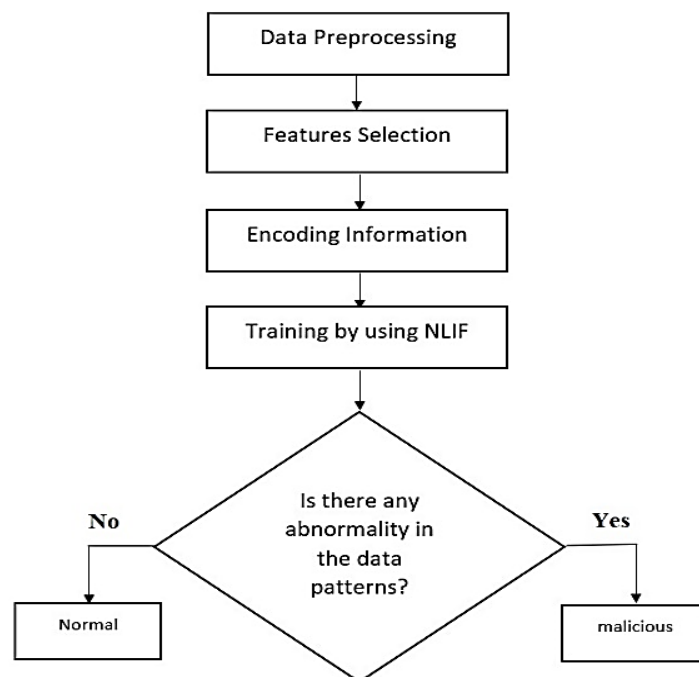 Data Preprocessing
Features Selection
Encoding Information
Training by using NLIF
Is there any
abnormality in
the data
patterns?
No
Yes
Normal
malicious